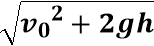 √(v₀² + 2gh)